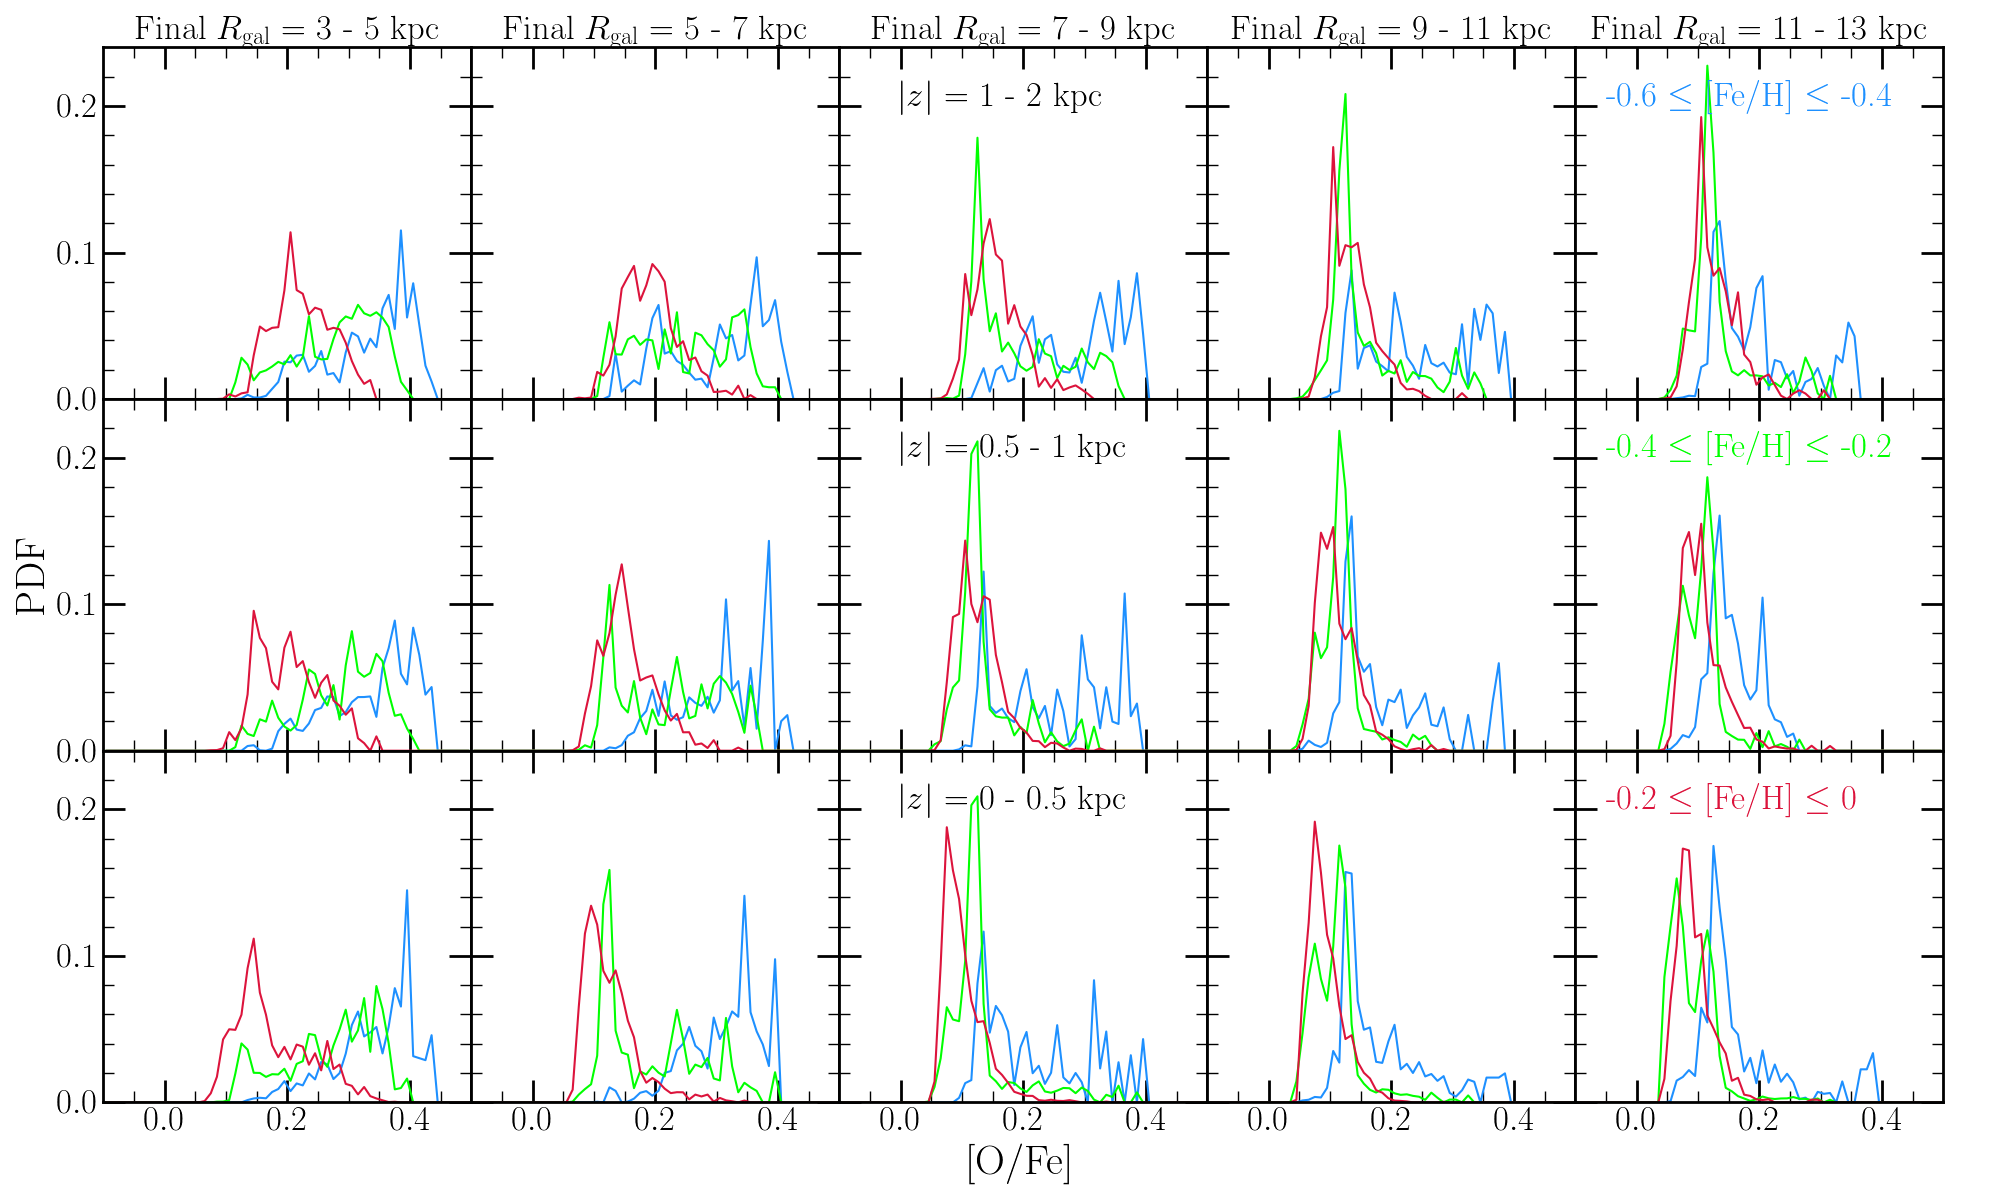 Final R_gal = 3 - 5 kpc
Final R_gal = 5 - 7 kpc
Final R_gal = 7 - 9 kpc
Final R_gal = 9 - 11 kpc
Final R_gal = 11 - 13 kpc
0.2
|z| = 1 - 2 kpc
-0.6 ≤ [Fe/H] ≤ -0.4
0.1
0.0
0.2
|z| = 0.5 - 1 kpc
-0.4 ≤ [Fe/H] ≤ -0.2
PDF
0.1
0.0
0.2
|z| = 0 - 0.5 kpc
-0.2 ≤ [Fe/H] ≤ 0
0.1
0.0
0.0 0.2 0.4 0.0 0.2 0.4 0.0 0.2 0.4 0.0 0.2 0.4 0.0 0.2 0.4
[O/Fe]